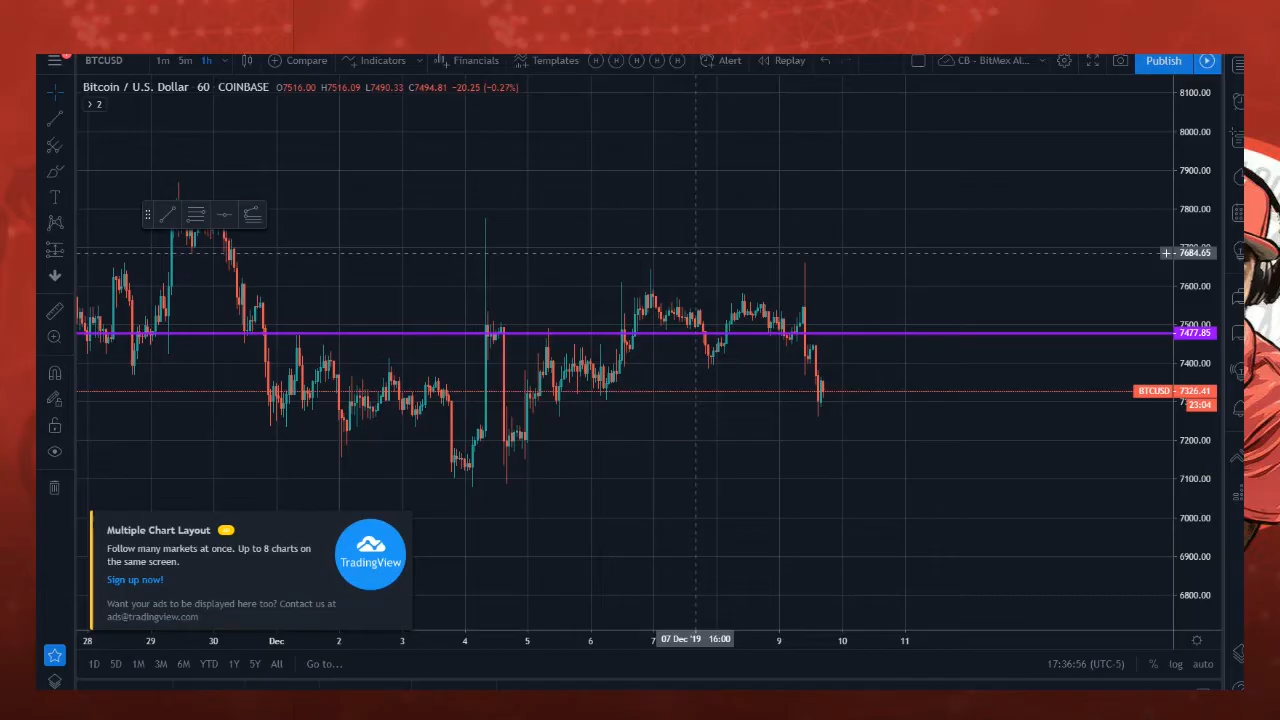 BTCUSD 1m 5m 1h Compare Indicators Financials Templates H H H H H Alert Replay CB - BitMex Al... Publish
Bitcoin / U.S. Dollar 60 COINBASE O7516.00 H7516.09 L7490.33 C7494.81 −20.25 (−0.27%)
> 2
8100.00
8000.00
7900.00
7800.00
7684.65
7600.00
7500.00
7477.85
7400.00
BTCUSD 7326.41
23:04
7200.00
7100.00
7000.00
6900.00
6800.00
Multiple Chart Layout
Follow many markets at once. Up to 8 charts on
the same screen.
Sign up now!
TradingView
Want your ads to be displayed here too? Contact us at
ads@tradingview.com
28 29 30 Dec 2 3 4 5 6 7 07 Dec '19 16:00 9 10 11
1D 5D 1M 3M 6M YTD 1Y 5Y All Go to... 17:36:56 (UTC-5) % log auto